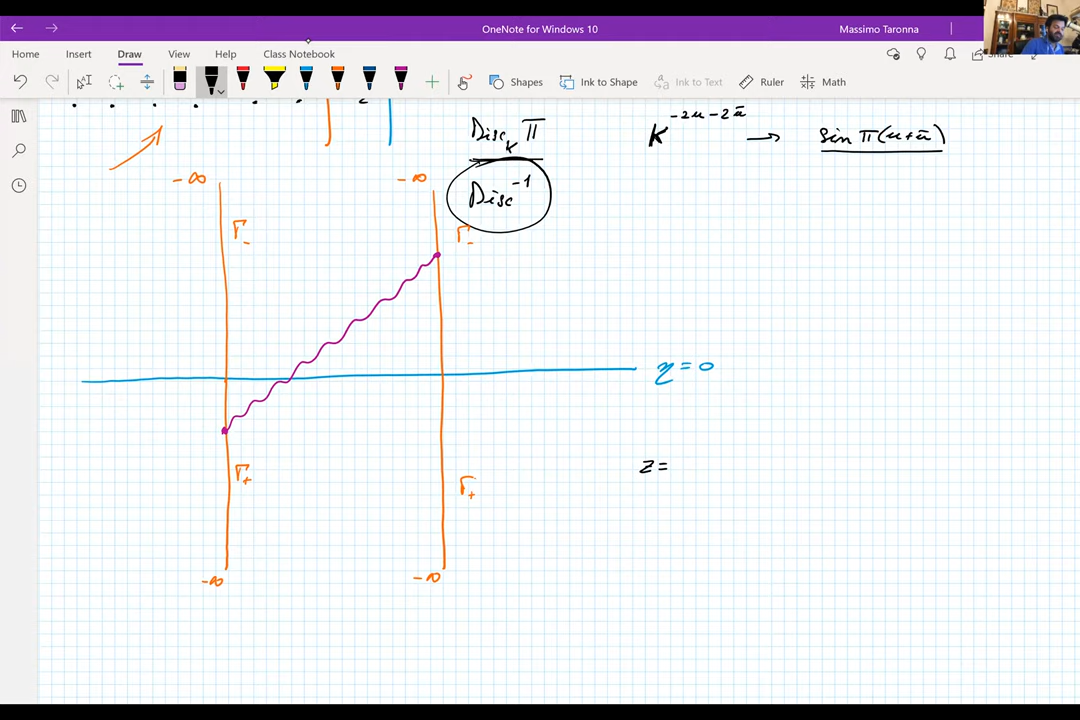 OneNote for Windows 10
Massimo Taronna
Home Insert Draw View Help Class Notebook
Share
Shapes Ink to Shape Ink to Text Ruler Math
Disc_K Π
K^{-2u-2ū} → sin π(u+ū)
Disc^{-1}
-∞ -∞
Γ_- Γ_-
η = 0
z =
Γ_+ Γ_+
-∞ -∞